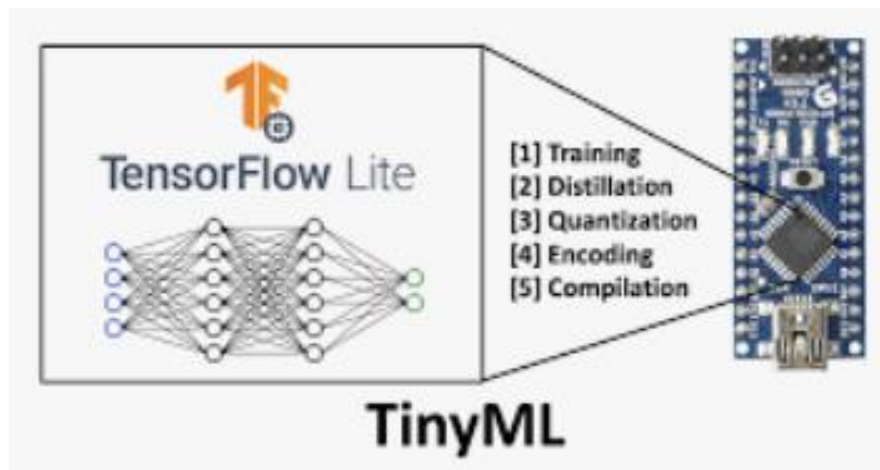 TensorFlow Lite
[1] Training
[2] Distillation
[3] Quantization
[4] Encoding
[5] Compilation
TinyML